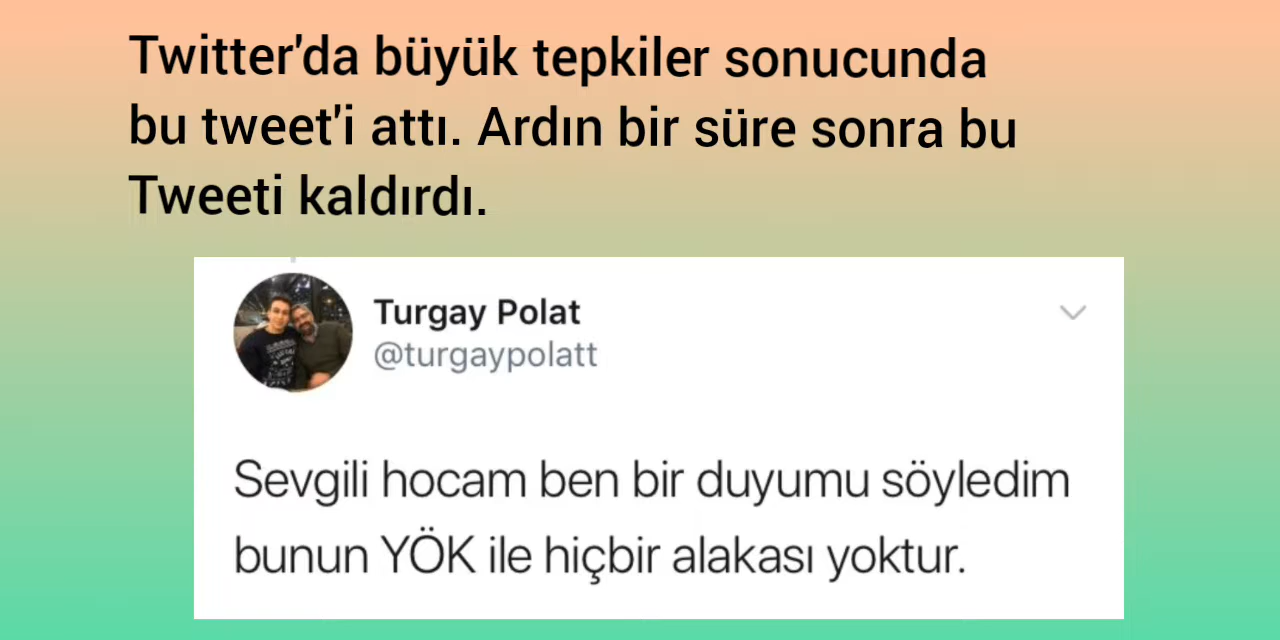 Twitter'da büyük tepkiler sonucunda
bu tweet'i attı. Ardın bir süre sonra bu
Tweeti kaldırdı.
Turgay Polat
@turgaypolatt
Sevgili hocam ben bir duyumu söyledim
bunun YÖK ile hiçbir alakası yoktur.